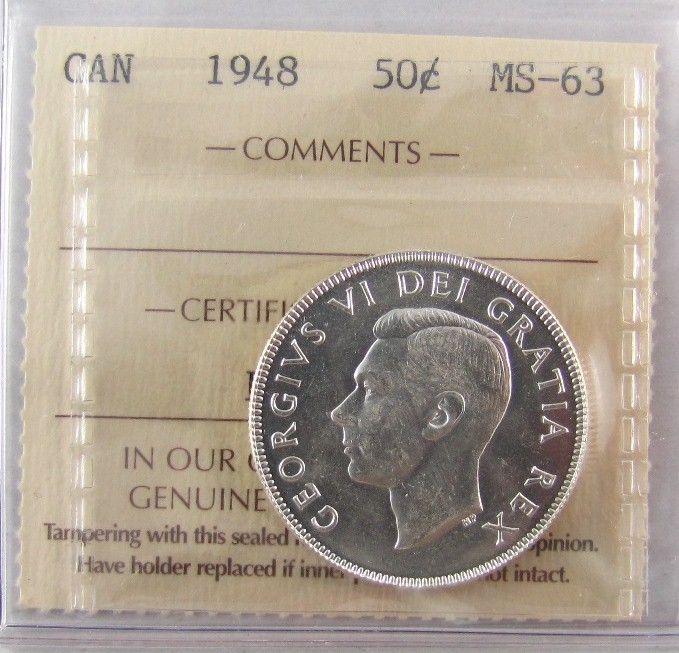 CAN 1948 50¢ MS-63
— COMMENTS —
— CERTIFI
IN OUR
GENUINE
Tampering with this sealed opinion.
Have holder replaced if inner not intact.
GEORGIVS VI DEI GRATIA REX
HP